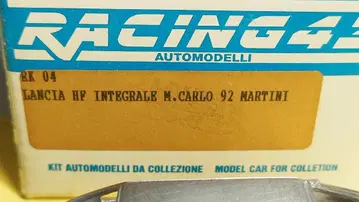 RACING43
AUTOMODELLI
RK 04
LANCIA HF INTEGRALE M.CARLO 92 MARTINI
KIT AUTOMODELLI DA COLLEZIONE MODEL CAR FOR COLLETION